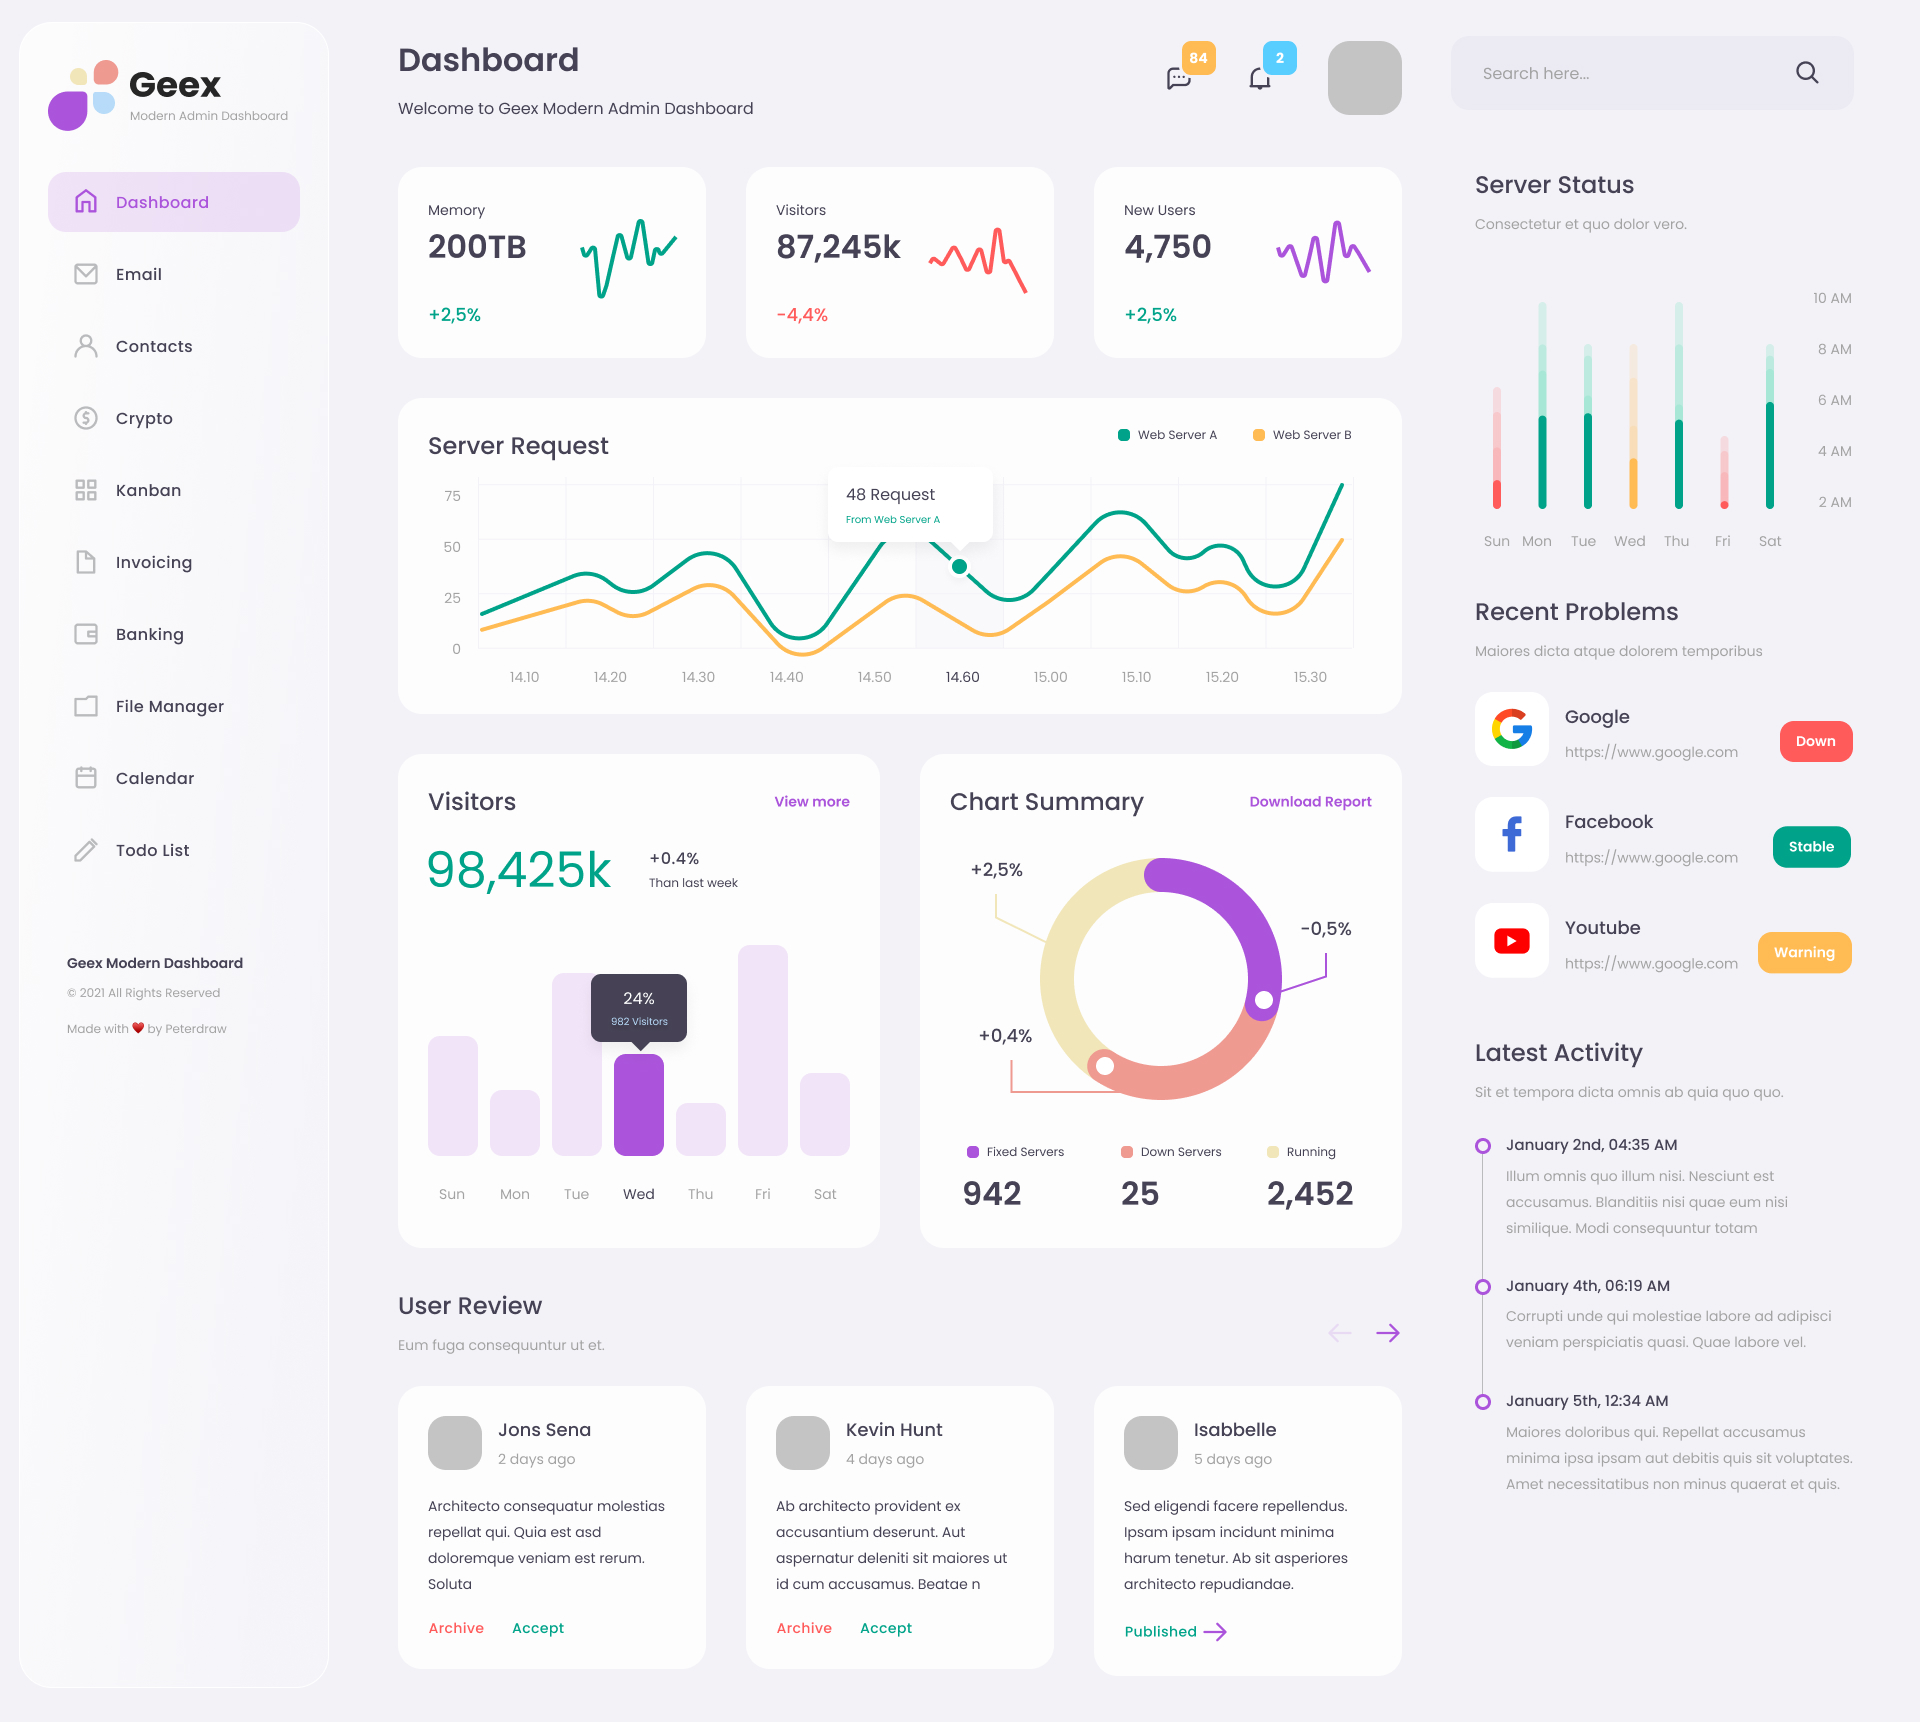 Geex
Modern Admin Dashboard
Dashboard
Email
Contacts
Crypto
Kanban
Invoicing
Banking
File Manager
Calendar
Todo List
Geex Modern Dashboard
© 2021 All Rights Reserved
Made with ❤ by Peterdraw
Dashboard
Welcome to Geex Modern Admin Dashboard
84
2
Search here...
Memory
200TB
+2,5%
Visitors
87,245k
-4,4%
New Users
4,750
+2,5%
Server Request
Web Server A
Web Server B
75
50
25
0
48 Request
From Web Server A
14.10 14.20 14.30 14.40 14.50 14.60 15.00 15.10 15.20 15.30
Visitors
View more
98,425k
+0.4%
Than last week
24%
982 Visitors
Sun Mon Tue Wed Thu Fri Sat
Chart Summary
Download Report
+2,5%
-0,5%
+0,4%
Fixed Servers
942
Down Servers
25
Running
2,452
User Review
Eum fuga consequuntur ut et.
Jons Sena
2 days ago
Architecto consequatur molestias
repellat qui. Quia est asd
doloremque veniam est rerum.
Soluta
Archive Accept
Kevin Hunt
4 days ago
Ab architecto provident ex
accusantium deserunt. Aut
aspernatur deleniti sit maiores ut
id cum accusamus. Beatae n
Archive Accept
Isabbelle
5 days ago
Sed eligendi facere repellendus.
Ipsam ipsam incidunt minima
harum tenetur. Ab sit asperiores
architecto repudiandae.
Published
Server Status
Consectetur et quo dolor vero.
10 AM
8 AM
6 AM
4 AM
2 AM
Sun Mon Tue Wed Thu Fri Sat
Recent Problems
Maiores dicta atque dolorem temporibus
Google
https://www.google.com
Down
Facebook
https://www.google.com
Stable
Youtube
https://www.google.com
Warning
Latest Activity
Sit et tempora dicta omnis ab quia quo quo.
January 2nd, 04:35 AM
Illum omnis quo illum nisi. Nesciunt est
accusamus. Blanditiis nisi quae eum nisi
similique. Modi consequuntur totam
January 4th, 06:19 AM
Corrupti unde qui molestiae labore ad adipisci
veniam perspiciatis quasi. Quae labore vel.
January 5th, 12:34 AM
Maiores doloribus qui. Repellat accusamus
minima ipsa ipsam aut debitis quis sit voluptates.
Amet necessitatibus non minus quaerat et quis.